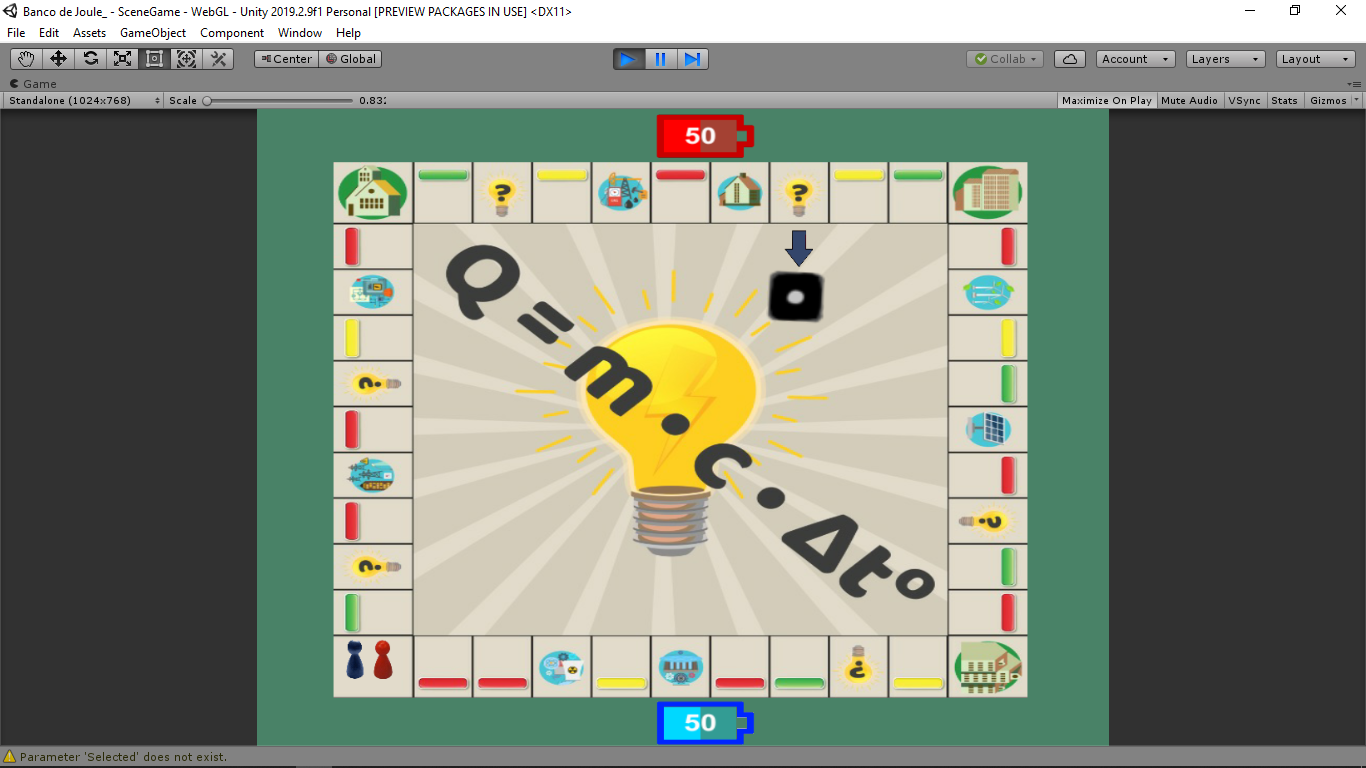 Banco de Joule_ - SceneGame - WebGL - Unity 2019.2.9f1 Personal [PREVIEW PACKAGES IN USE] <DX11>
File Edit Assets GameObject Component Window Help
Center Global Collab Account Layers Layout
Game
Standalone (1024x768) Scale 0.83 Maximize On Play Mute Audio VSync Stats Gizmos
50
? ?
Q = m . c . Δtº
?
?
?
?
50
Parameter 'Selected' does not exist.